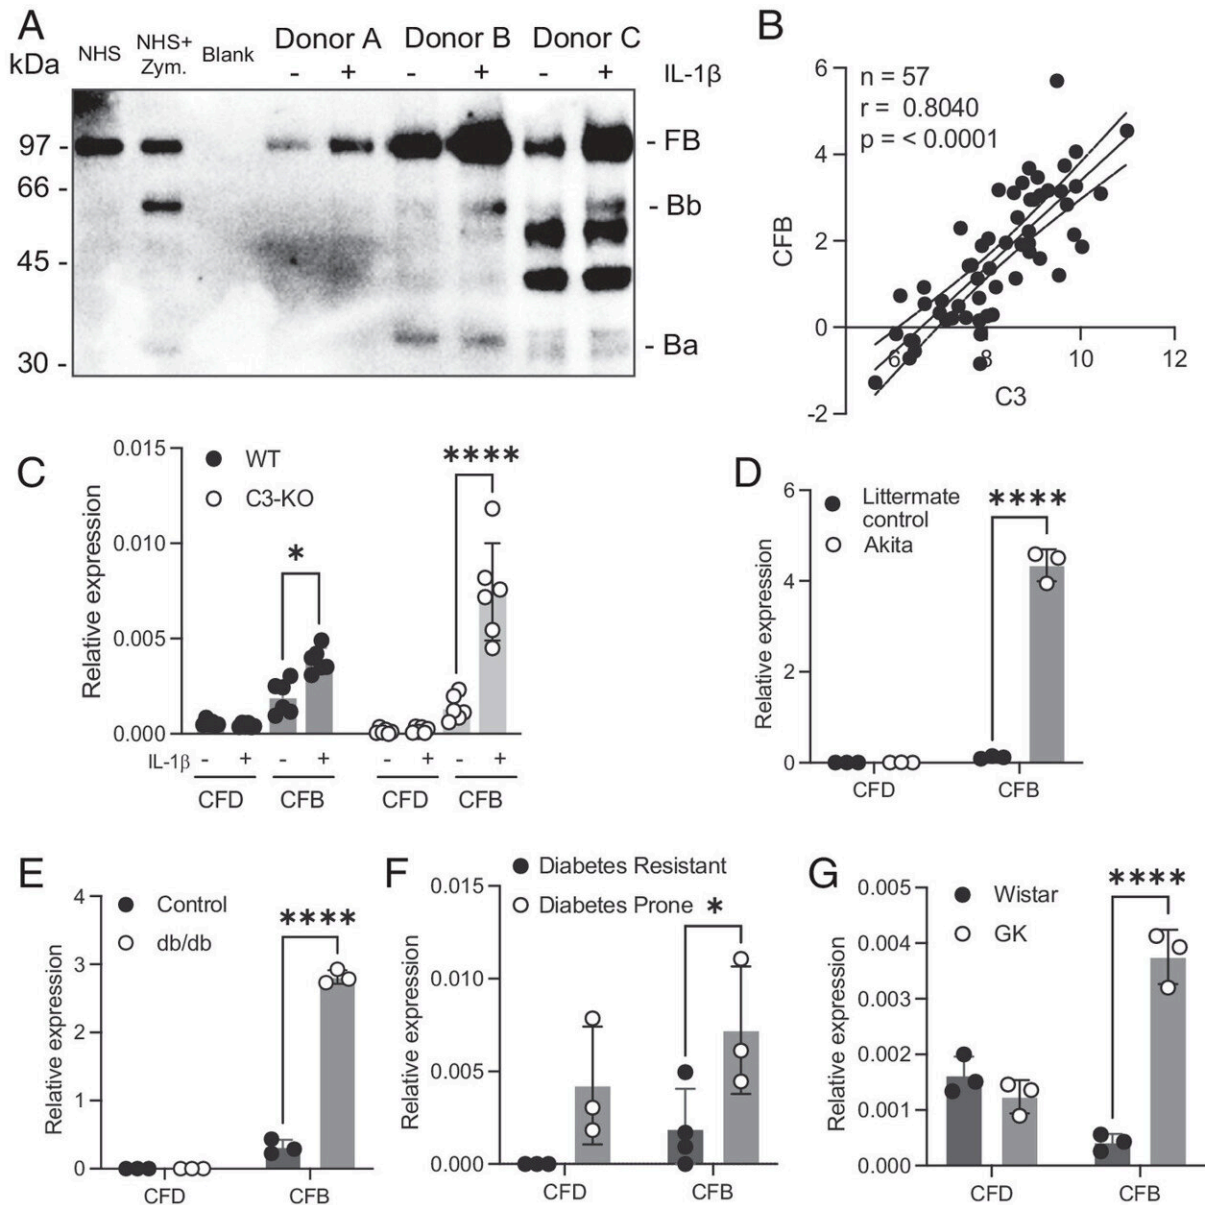 A
kDa
NHS
NHS+
Zym.
Blank
Donor A
Donor B
Donor C
- + - + - + IL-1β
97 -
66 -
45 -
30 -
- FB
- Bb
- Ba
B
n = 57
r = 0.8040
p = < 0.0001
CFB
6
4
2
0
-2
6 8 10 12
C3
C
WT
C3-KO
*
****
Relative expression
0.015
0.010
0.005
0.000
IL-1β - + - + - + - +
CFD CFB CFD CFB
D
Littermate
control
Akita
****
Relative expression
6
4
2
0
CFD CFB
E
Control
db/db
****
Relative expression
4
3
2
1
0
CFD CFB
F
Diabetes Resistant
Diabetes Prone
*
Relative expression
0.015
0.010
0.005
0.000
CFD CFB
G
Wistar
GK
****
Relative expression
0.005
0.004
0.003
0.002
0.001
0.000
CFD CFB